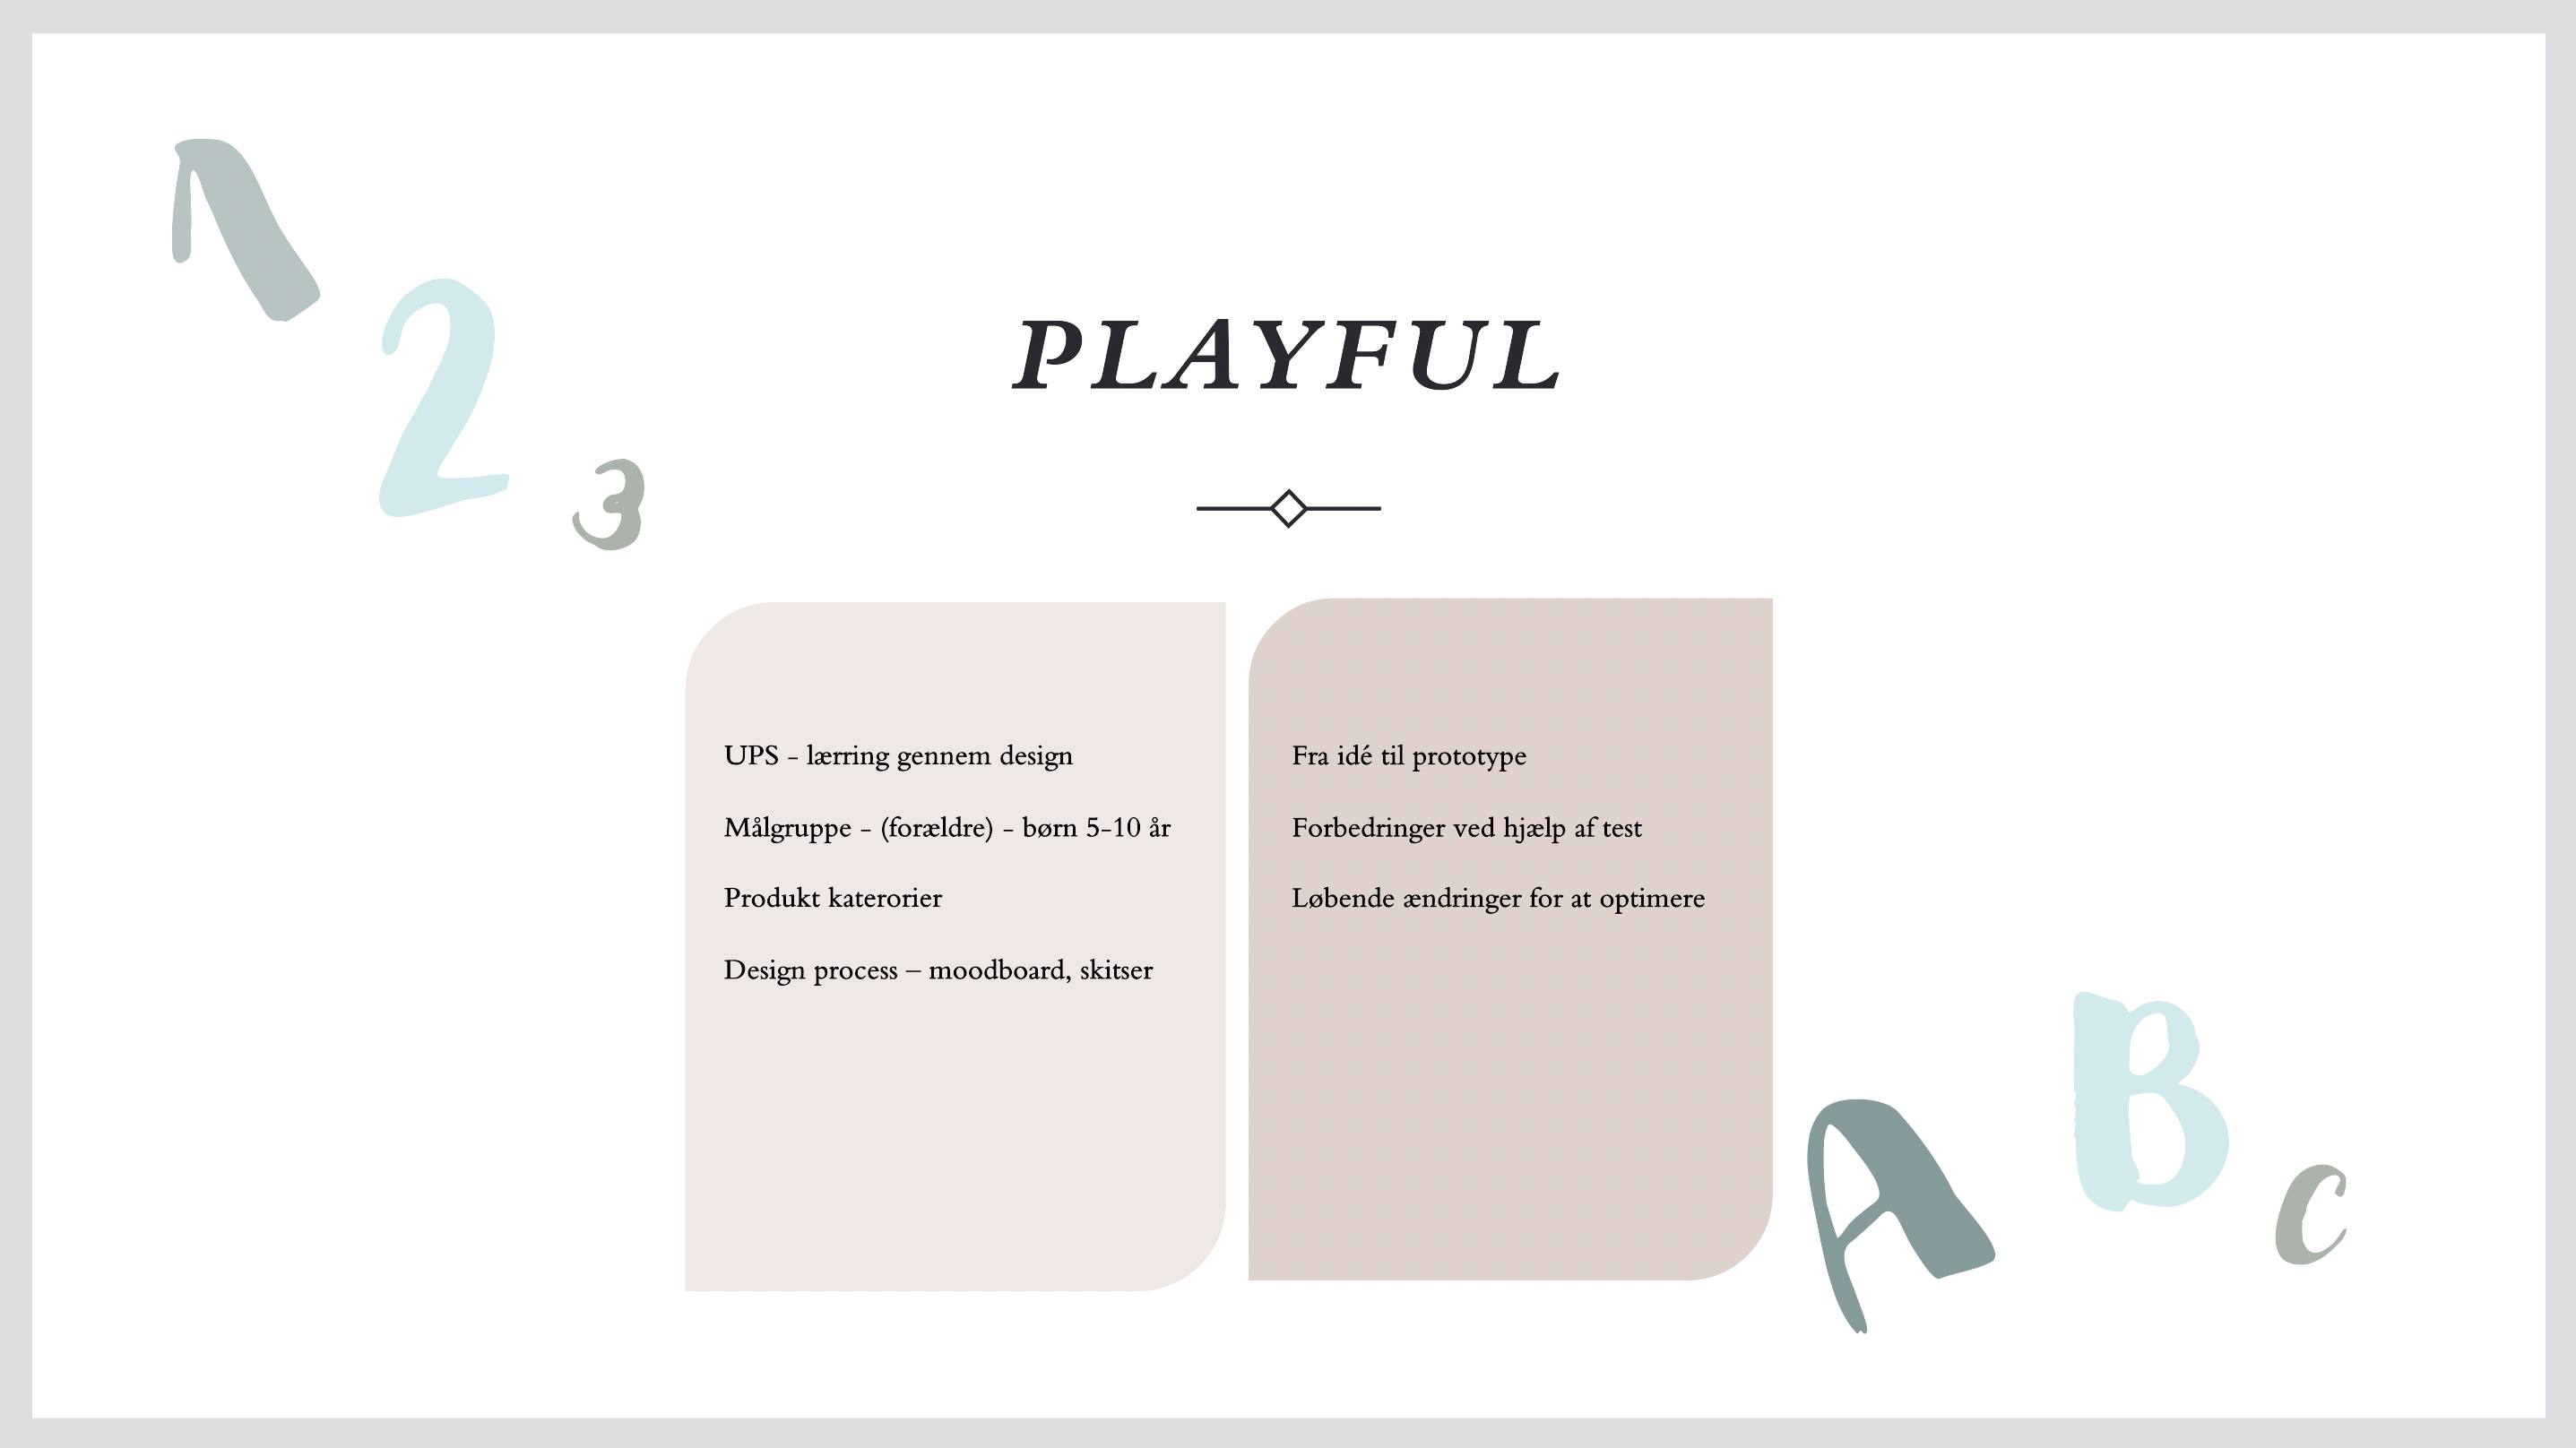 1
2
3
PLAYFUL
UPS - lærring gennem design
Målgruppe - (forældre) - børn 5-10 år
Produkt katerorier
Design process – moodboard, skitser
Fra idé til prototype
Forbedringer ved hjælp af test
Løbende ændringer for at optimere
A
B
C